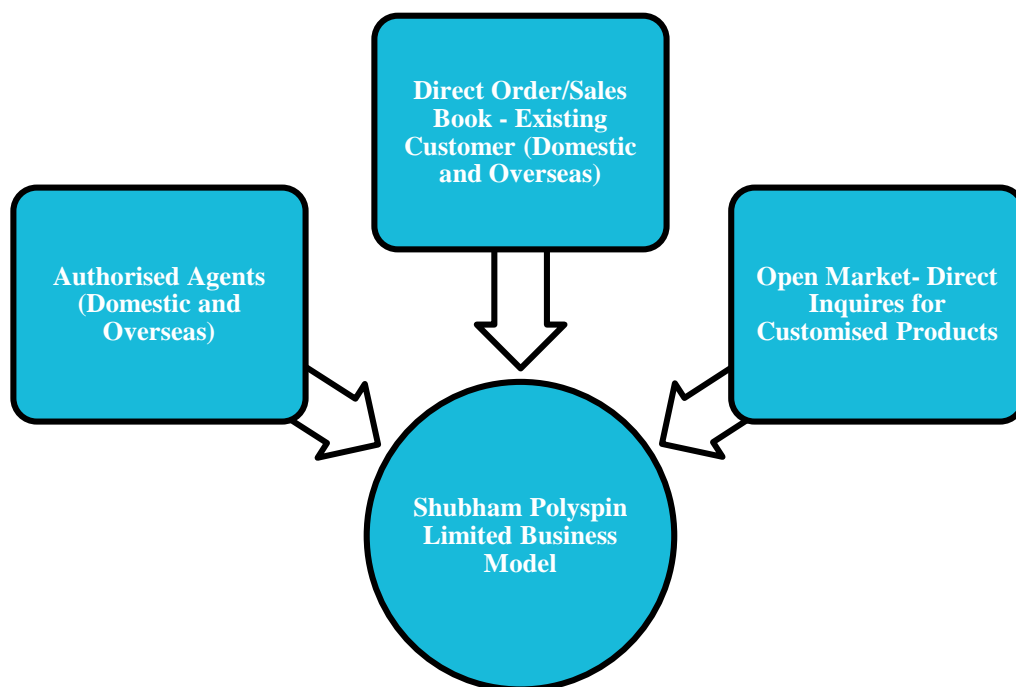 Direct Order/Sales
Book - Existing
Customer (Domestic
and Overseas)
Authorised Agents
(Domestic and
Overseas)
Open Market- Direct
Inquires for
Customised Products
Shubham Polyspin
Limited Business
Model